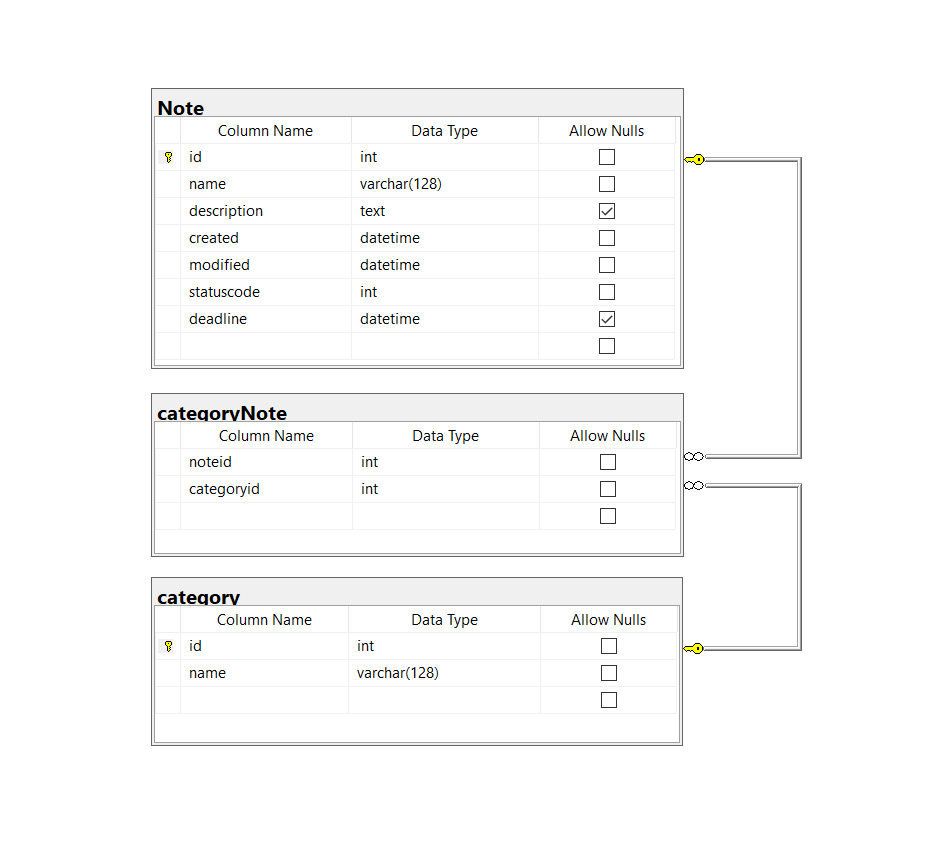 Note
Column Name Data Type Allow Nulls
id int
name varchar(128)
description text
created datetime
modified datetime
statuscode int
deadline datetime
categoryNote
Column Name Data Type Allow Nulls
noteid int
categoryid int
category
Column Name Data Type Allow Nulls
id int
name varchar(128)